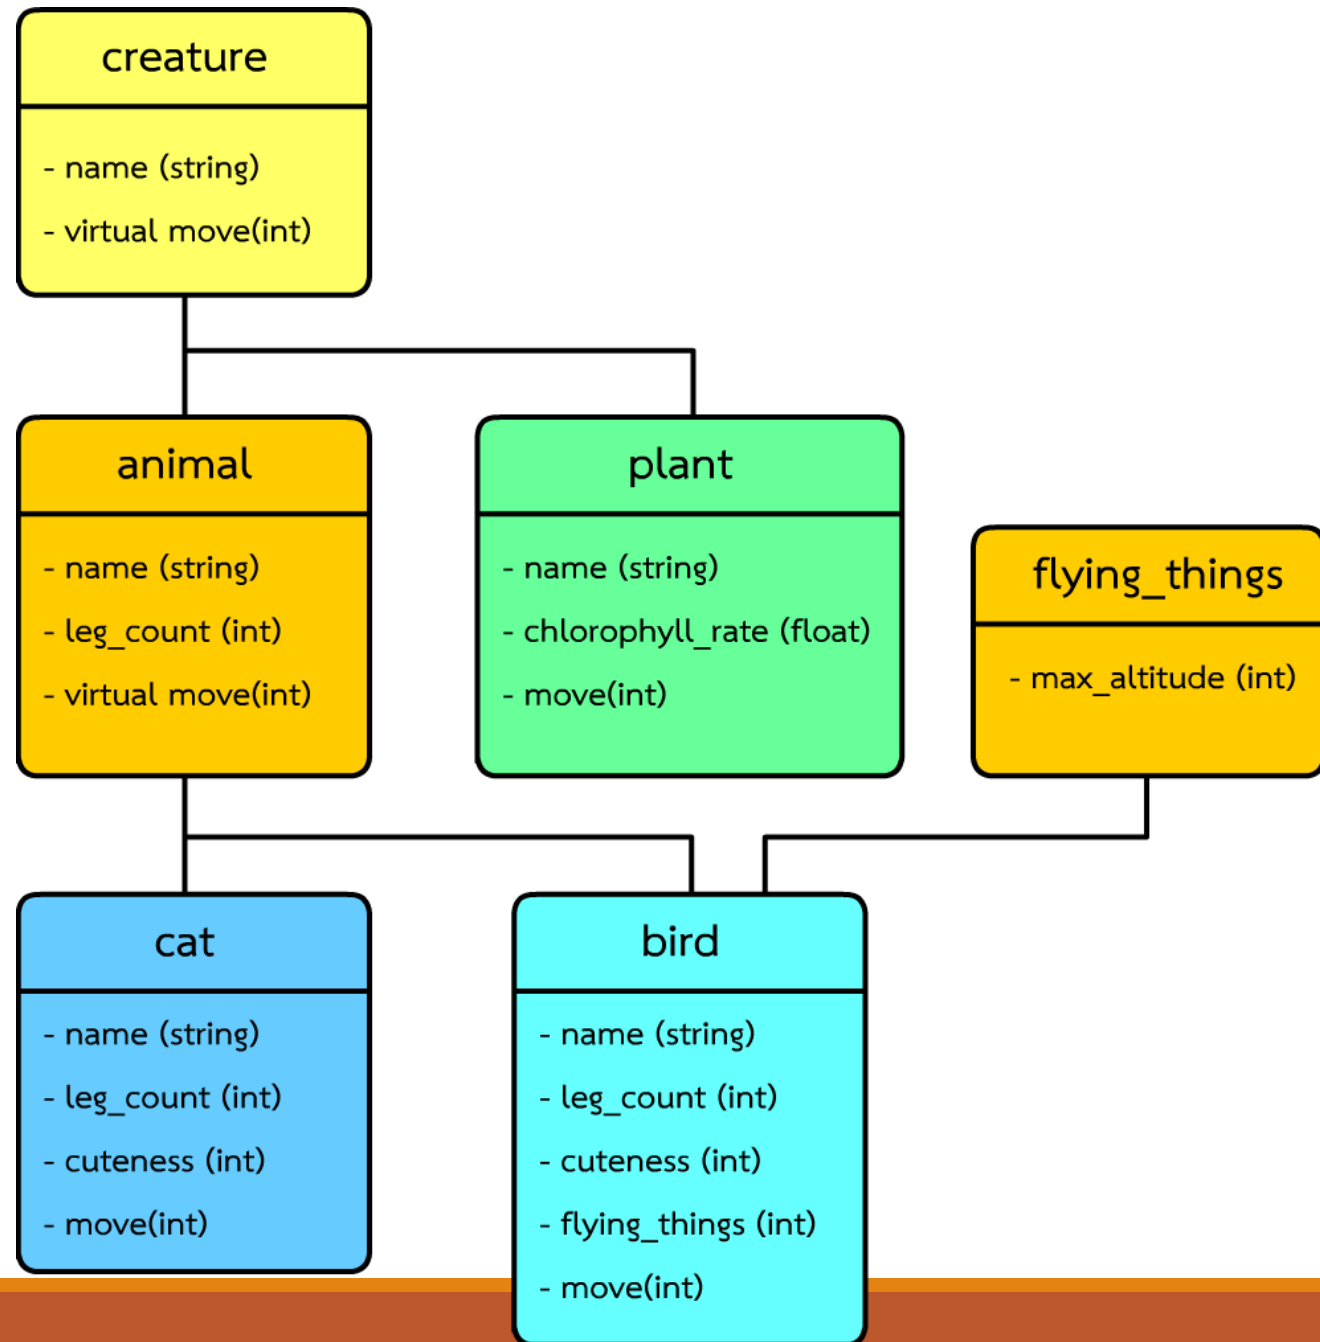 creature
- name (string)
- virtual move(int)
animal
- name (string)
- leg_count (int)
- virtual move(int)
plant
- name (string)
- chlorophyll_rate (float)
- move(int)
flying_things
- max_altitude (int)
cat
- name (string)
- leg_count (int)
- cuteness (int)
- move(int)
bird
- name (string)
- leg_count (int)
- cuteness (int)
- flying_things (int)
- move(int)